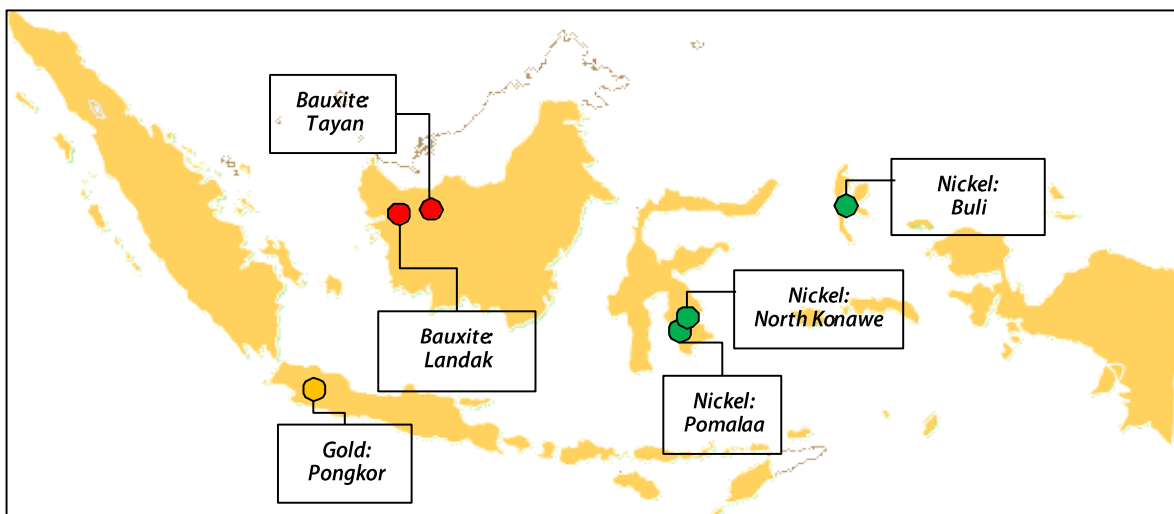 Bauxite:
Tayan
Nickel:
Buli
Nickel:
North Konawe
Bauxite:
Landak
Nickel:
Pomalaa
Gold:
Pongkor